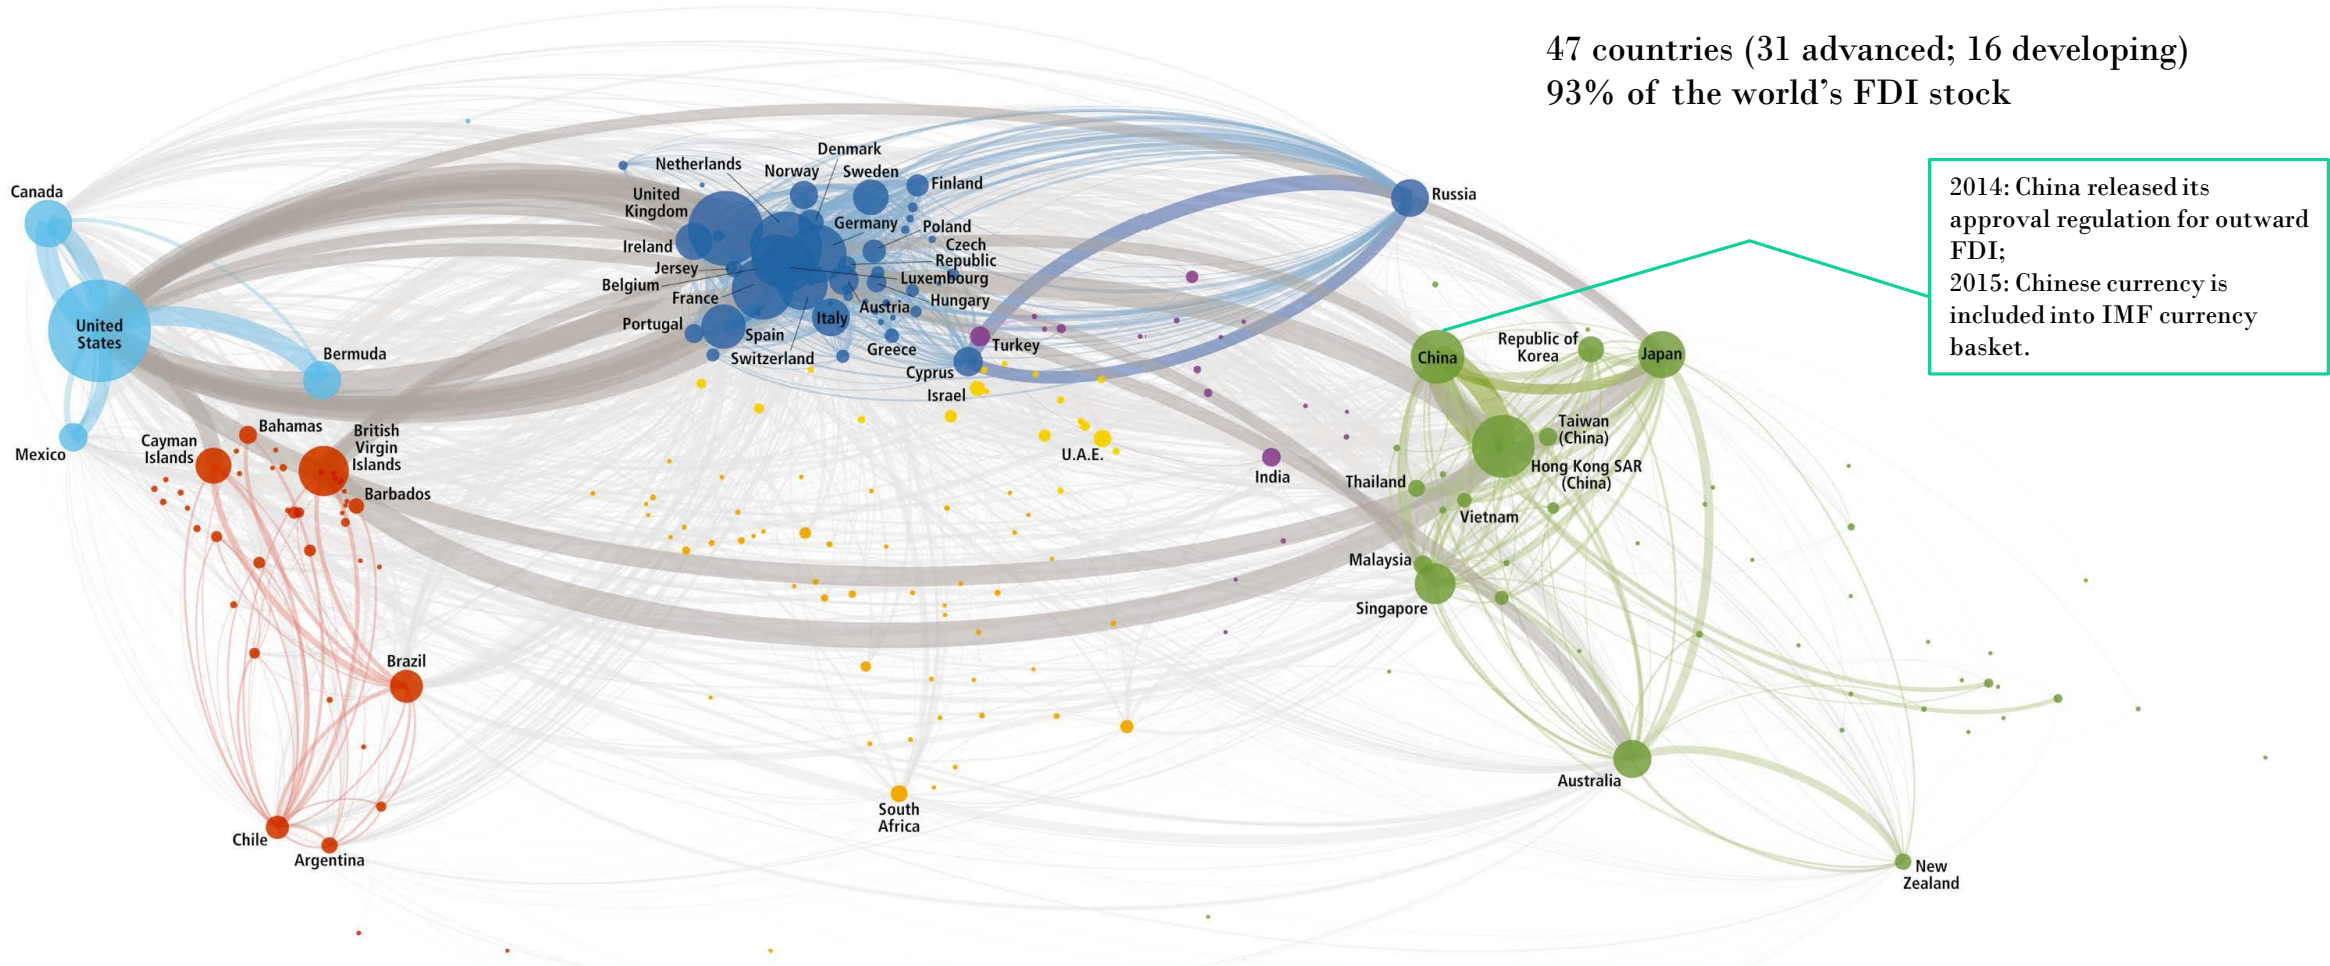 47 countries (31 advanced; 16 developing)
93% of the world's FDI stock
2014: China released its
approval regulation for outward
FDI;
2015: Chinese currency is
included into IMF currency
basket.
Canada
United
States
Mexico
Bermuda
Cayman
Islands
Bahamas
British
Virgin
Islands
Barbados
Brazil
Chile
Argentina
Netherlands
Denmark
Norway
Sweden
Finland
United
Kingdom
Germany
Poland
Ireland
Czech
Republic
Jersey
Luxembourg
Belgium
France
Hungary
Austria
Portugal
Italy
Spain
Switzerland
Greece
Turkey
Cyprus
Israel
U.A.E.
Russia
India
South
Africa
China
Republic of
Korea
Japan
Taiwan
(China)
Hong Kong SAR
(China)
Thailand
Vietnam
Malaysia
Singapore
Australia
New
Zealand